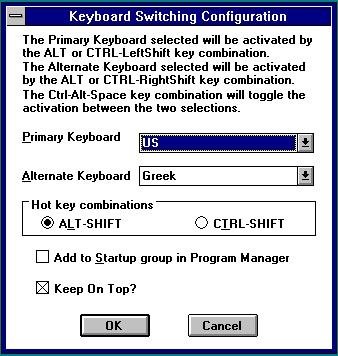 Keyboard Switching Configuration
The Primary Keyboard selected will be activated by
the ALT or CTRL-LeftShift key combination.
The Alternate Keyboard selected will be activated
by the ALT or CTRL-RightShift key combination.
The Ctrl-Alt-Space key combination will toggle the
activation between the two selections.
Primary Keyboard US
Alternate Keyboard Greek
Hot key combinations
ALT-SHIFT CTRL-SHIFT
Add to Startup group in Program Manager
Keep On Top?
OK Cancel